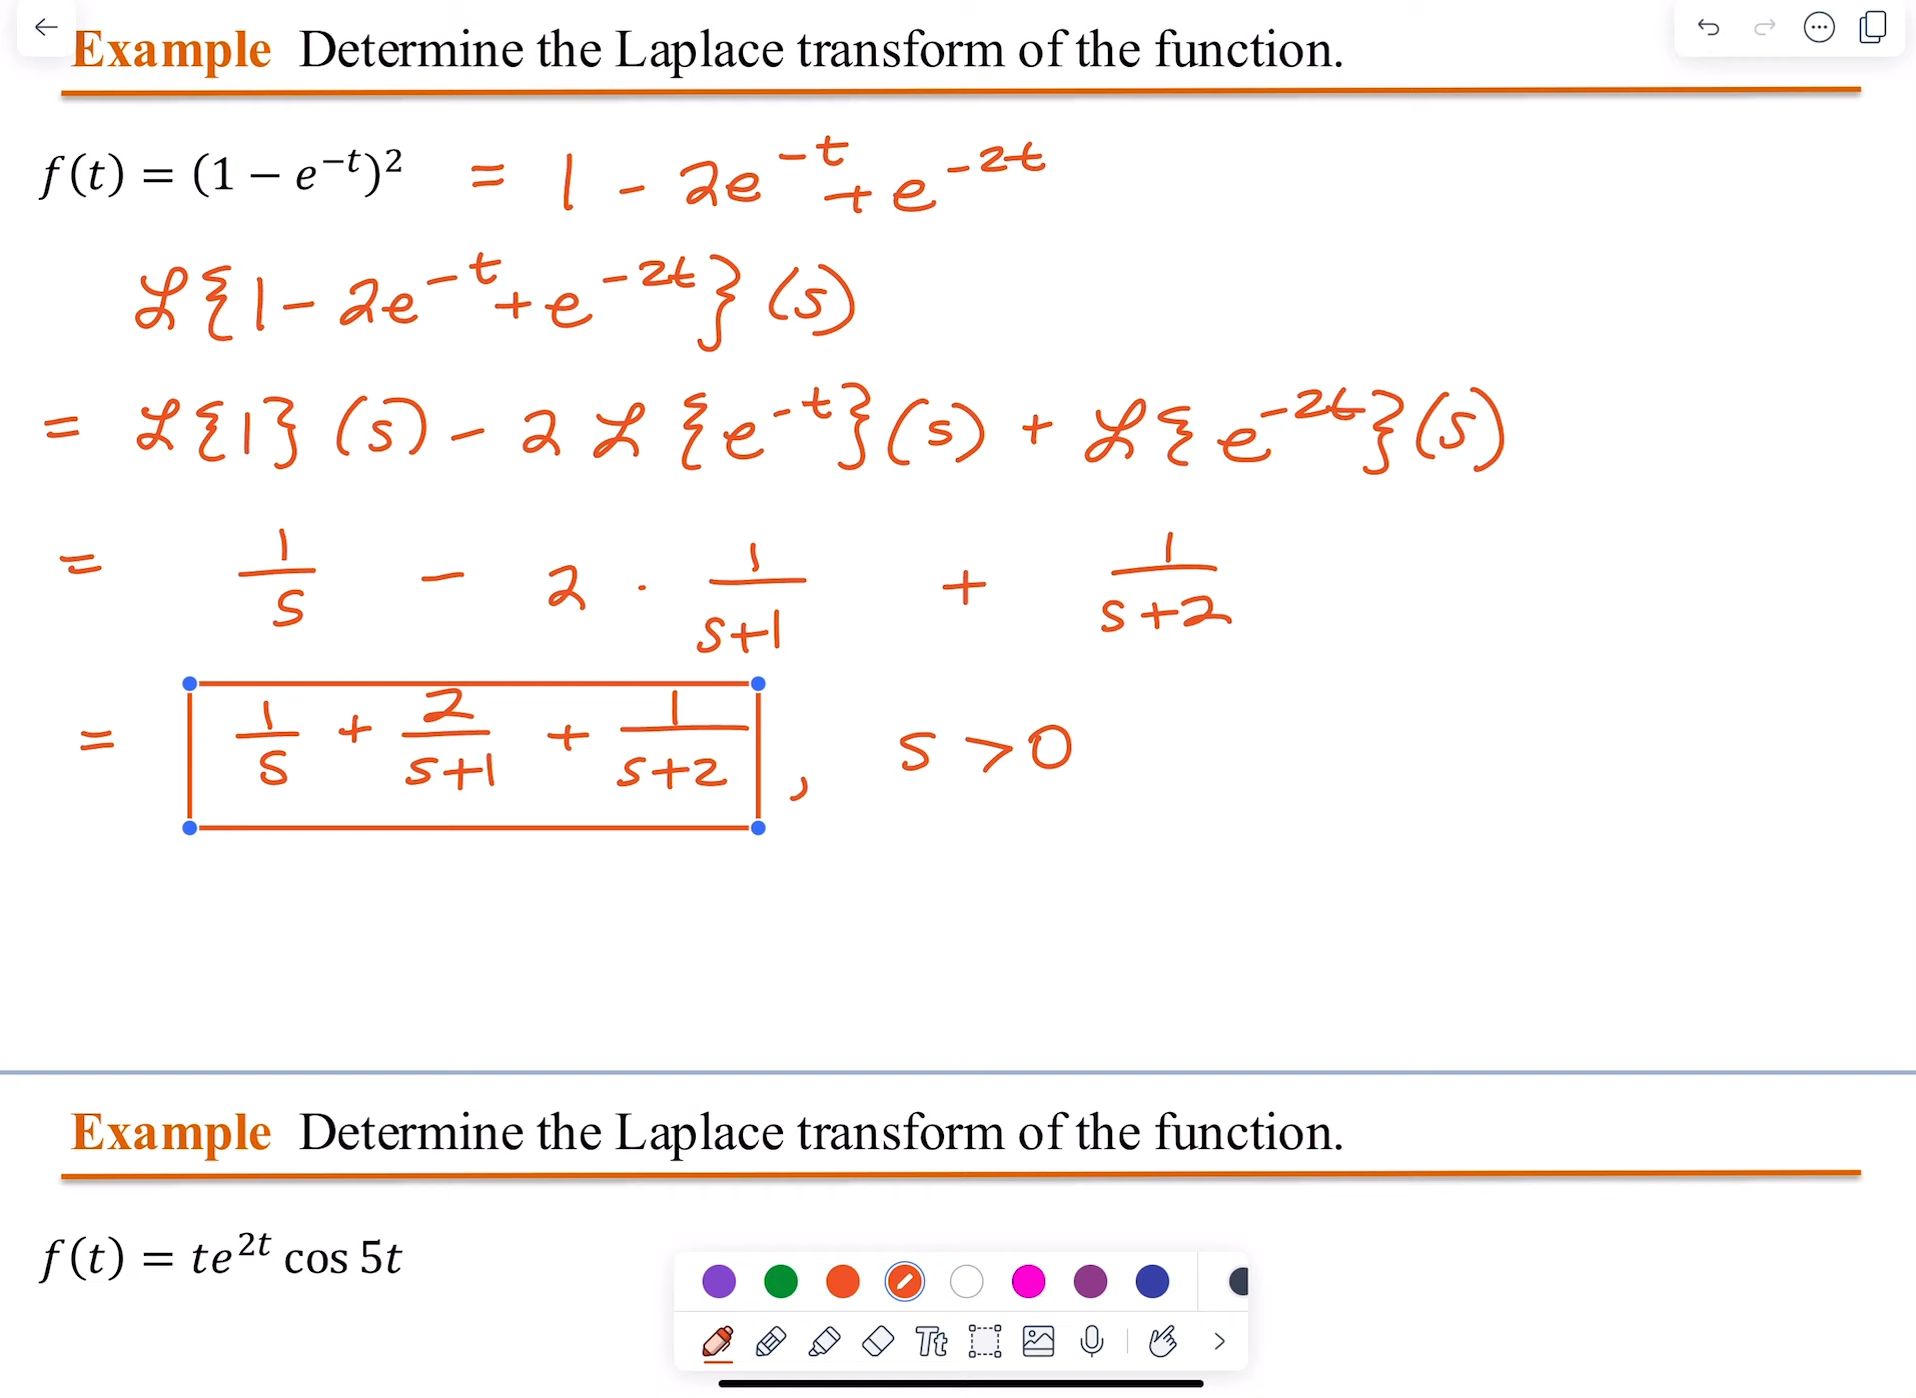 Example Determine the Laplace transform of the function.
f(t) = (1 − e^{−t})^2 = 1 - 2e^{-t} + e^{-2t}
ℒ{1 - 2e^{-t} + e^{-2t}}(s)
= ℒ{1}(s) - 2ℒ{e^{-t}}(s) + ℒ{e^{-2t}}(s)
= 1/s - 2 · 1/(s+1) + 1/(s+2)
= 1/s + 2/(s+1) + 1/(s+2), s > 0
Example Determine the Laplace transform of the function.
f(t) = te^{2t} cos 5t
Tt